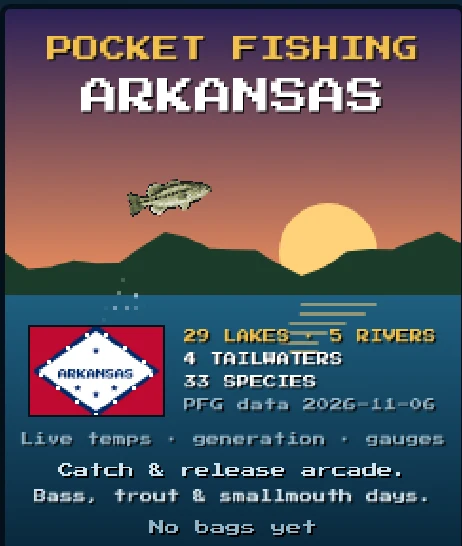 POCKET FISHING
ARKANSAS
ARKANSAS
29 LAKES · 5 RIVERS
4 TAILWATERS
33 SPECIES
PFG data 2026-11-06
Live temps · generation · gauges
Catch & release arcade.
Bass, trout & smallmouth days.
No bags yet